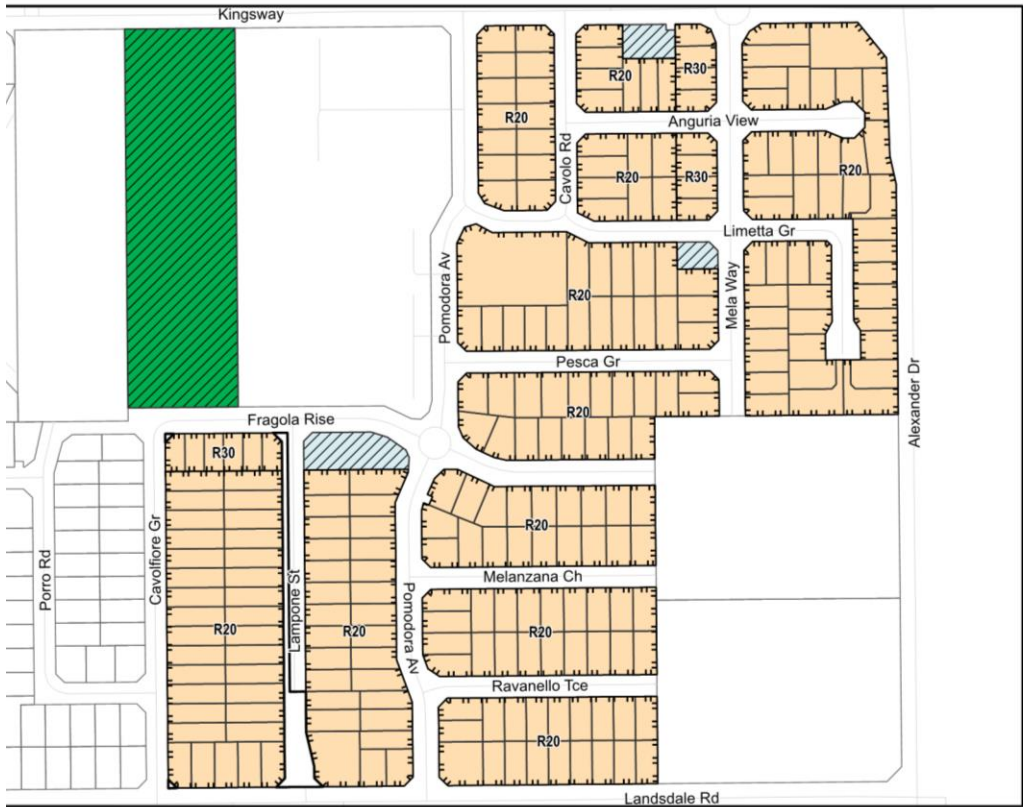 Kingsway
R20
R20
R30
Anguria View
Cavolo Rd
R20
R30
R20
Limetta Gr
Pomodora Av
R20
Mela Way
Pesca Gr
Alexander Dr
R20
Fragola Rise
R30
R20
Porro Rd
Cavolfiore Gr
Lampone St
Melanzana Ch
Pomodora Av
R20
R20
R20
Ravanello Tce
R20
Landsdale Rd